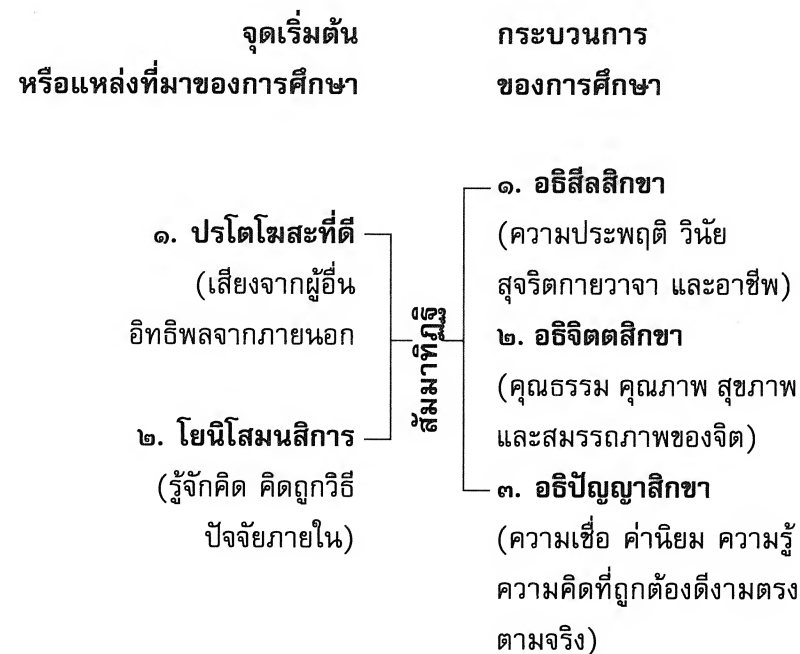 จุดเริ่มต้น
หรือแหล่งที่มาของการศึกษา
๑. ปรโตโฆสะที่ดี
(เสียงจากผู้อื่น
อิทธิพลจากภายนอก
๒. โยนิโสมนสิการ
(รู้จักคิด คิดถูกวิธี
ปัจจัยภายใน)
สัมมาทิฏฐิ
กระบวนการ
ของการศึกษา
๑. อธิสีลสิกขา
(ความประพฤติ วินัย
สุจริตกายวาจา และอาชีพ)
๒. อธิจิตตสิกขา
(คุณธรรม คุณภาพ สุขภาพ
และสมรรถภาพของจิต)
๓. อธิปัญญาสิกขา
(ความเชื่อ ค่านิยม ความรู้
ความคิดที่ถูกต้องดีงามตรง
ตามจริง)